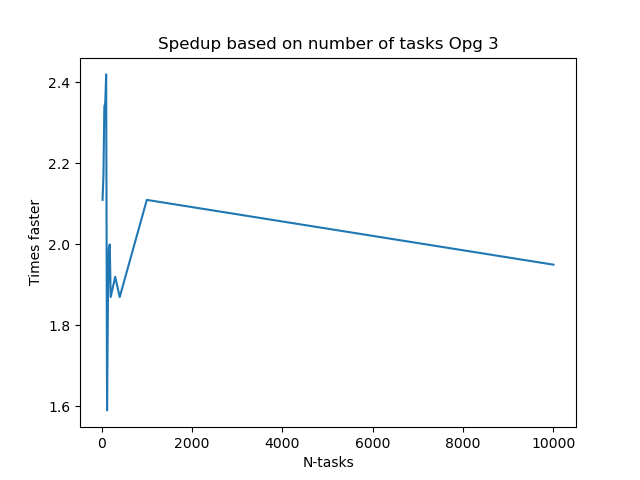 Spedup based on number of tasks Opg 3
2.4
2.2
2.0
1.8
1.6
Times faster
0 2000 4000 6000 8000 10000
N-tasks